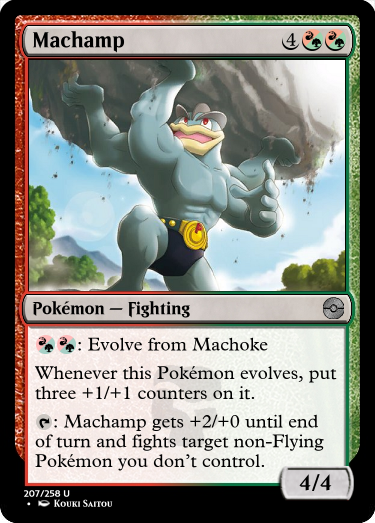 Machamp 4
Pokémon — Fighting
: Evolve from Machoke
Whenever this Pokémon evolves, put
three +1/+1 counters on it.
: Machamp gets +2/+0 until end
of turn and fights target non-Flying
Pokémon you don't control.
4/4
207/258 U
• Kouki Saitou